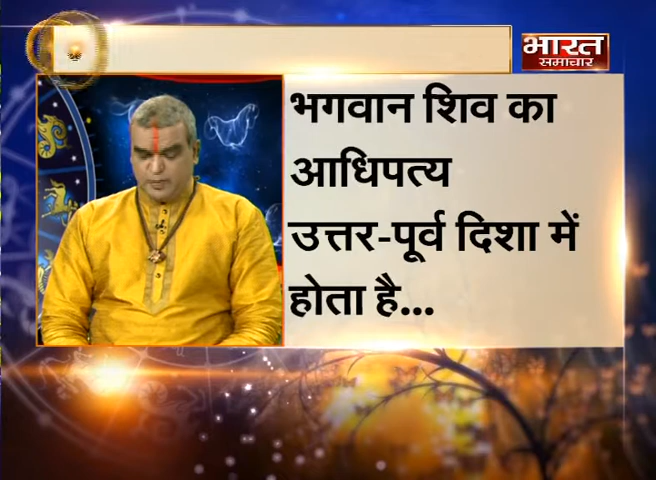 भारत
समाचार
भगवान शिव का
आधिपत्य
उत्तर-पूर्व दिशा में
होता है...